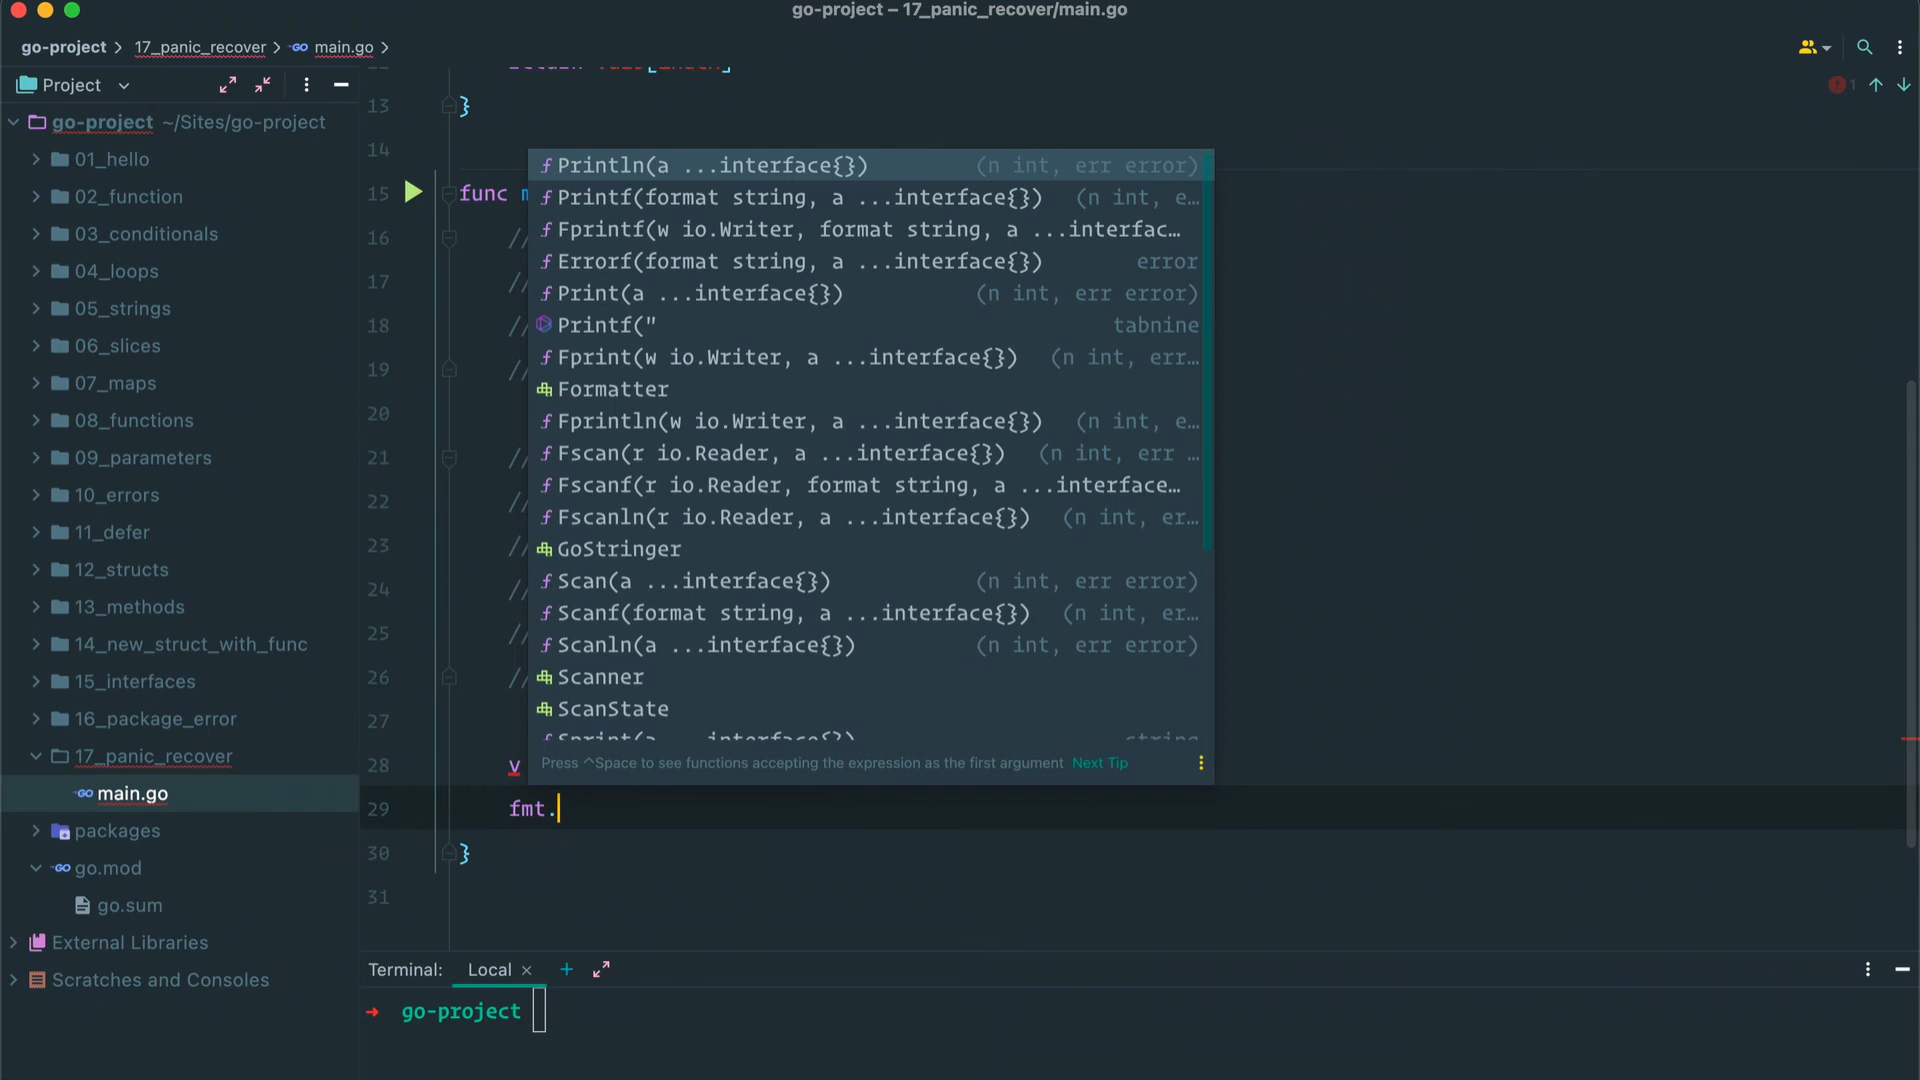 go-project – 17_panic_recover/main.go
go-project 17_panic_recover main.go
Project
1
go-project ~/Sites/go-project
01_hello
02_function
03_conditionals
04_loops
05_strings
06_slices
07_maps
08_functions
09_parameters
10_errors
11_defer
12_structs
13_methods
14_new_struct_with_func
15_interfaces
16_package_error
17_panic_recover
main.go
packages
go.mod
go.sum
External Libraries
Scratches and Consoles
13 }
14
15 func m
16 //
17 //
18 //
19 //
20
21 //
22 //
23 //
24 //
25 //
26 //
27
28 v
29 fmt.
30 }
31
Println(a ...interface{}) (n int, err error)
Printf(format string, a ...interface{}) (n int, e…
Fprintf(w io.Writer, format string, a ...interfac…
Errorf(format string, a ...interface{}) error
Print(a ...interface{}) (n int, err error)
Printf(" tabnine
Fprint(w io.Writer, a ...interface{}) (n int, err…
Formatter
Fprintln(w io.Writer, a ...interface{}) (n int, e…
Fscan(r io.Reader, a ...interface{}) (n int, err …
Fscanf(r io.Reader, format string, a ...interface…
Fscanln(r io.Reader, a ...interface{}) (n int, er…
GoStringer
Scan(a ...interface{}) (n int, err error)
Scanf(format string, a ...interface{}) (n int, er…
Scanln(a ...interface{}) (n int, err error)
Scanner
ScanState
Sprint(a ...interface{}) string
Press ^Space to see functions accepting the expression as the first argument Next Tip
Terminal: Local
→ go-project